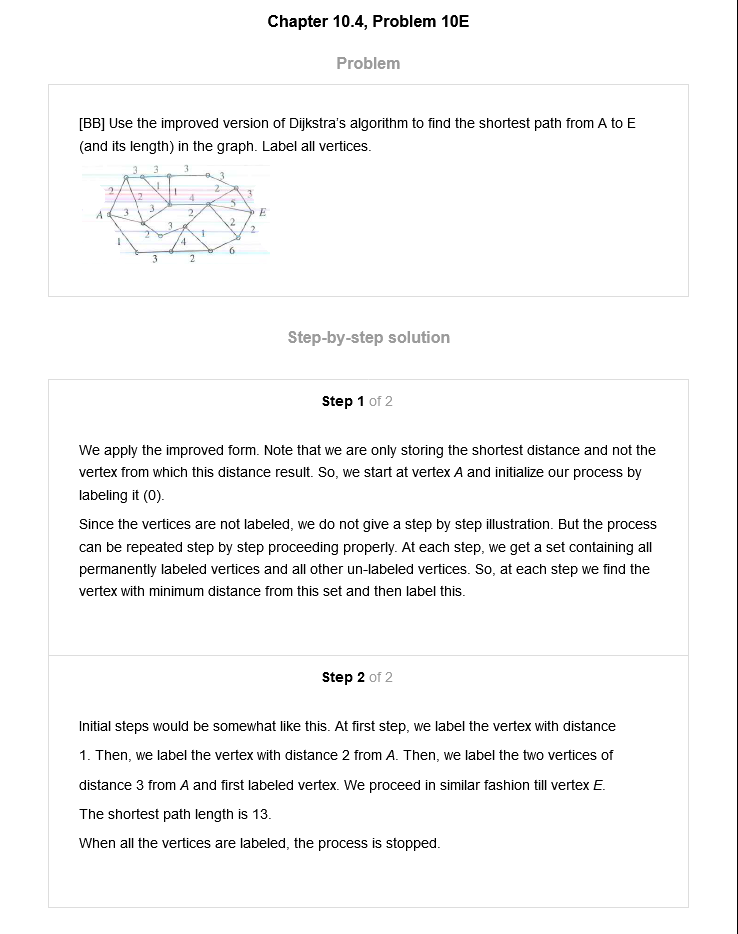 Chapter 10.4, Problem 10E
Problem
[BB] Use the improved version of Dijkstra's algorithm to find the shortest path from A to E
(and its length) in the graph. Label all vertices.
3 3 3 3
2 2 1 1 4 2 3
A 3 3 2 5 E
1 2 3 4 1 2 2
3 2 6
Step-by-step solution
Step 1 of 2
We apply the improved form. Note that we are only storing the shortest distance and not the
vertex from which this distance result. So, we start at vertex A and initialize our process by
labeling it (0).
Since the vertices are not labeled, we do not give a step by step illustration. But the process
can be repeated step by step proceeding properly. At each step, we get a set containing all
permanently labeled vertices and all other un-labeled vertices. So, at each step we find the
vertex with minimum distance from this set and then label this.
Step 2 of 2
Initial steps would be somewhat like this. At first step, we label the vertex with distance
1. Then, we label the vertex with distance 2 from A. Then, we label the two vertices of
distance 3 from A and first labeled vertex. We proceed in similar fashion till vertex E.
The shortest path length is 13.
When all the vertices are labeled, the process is stopped.